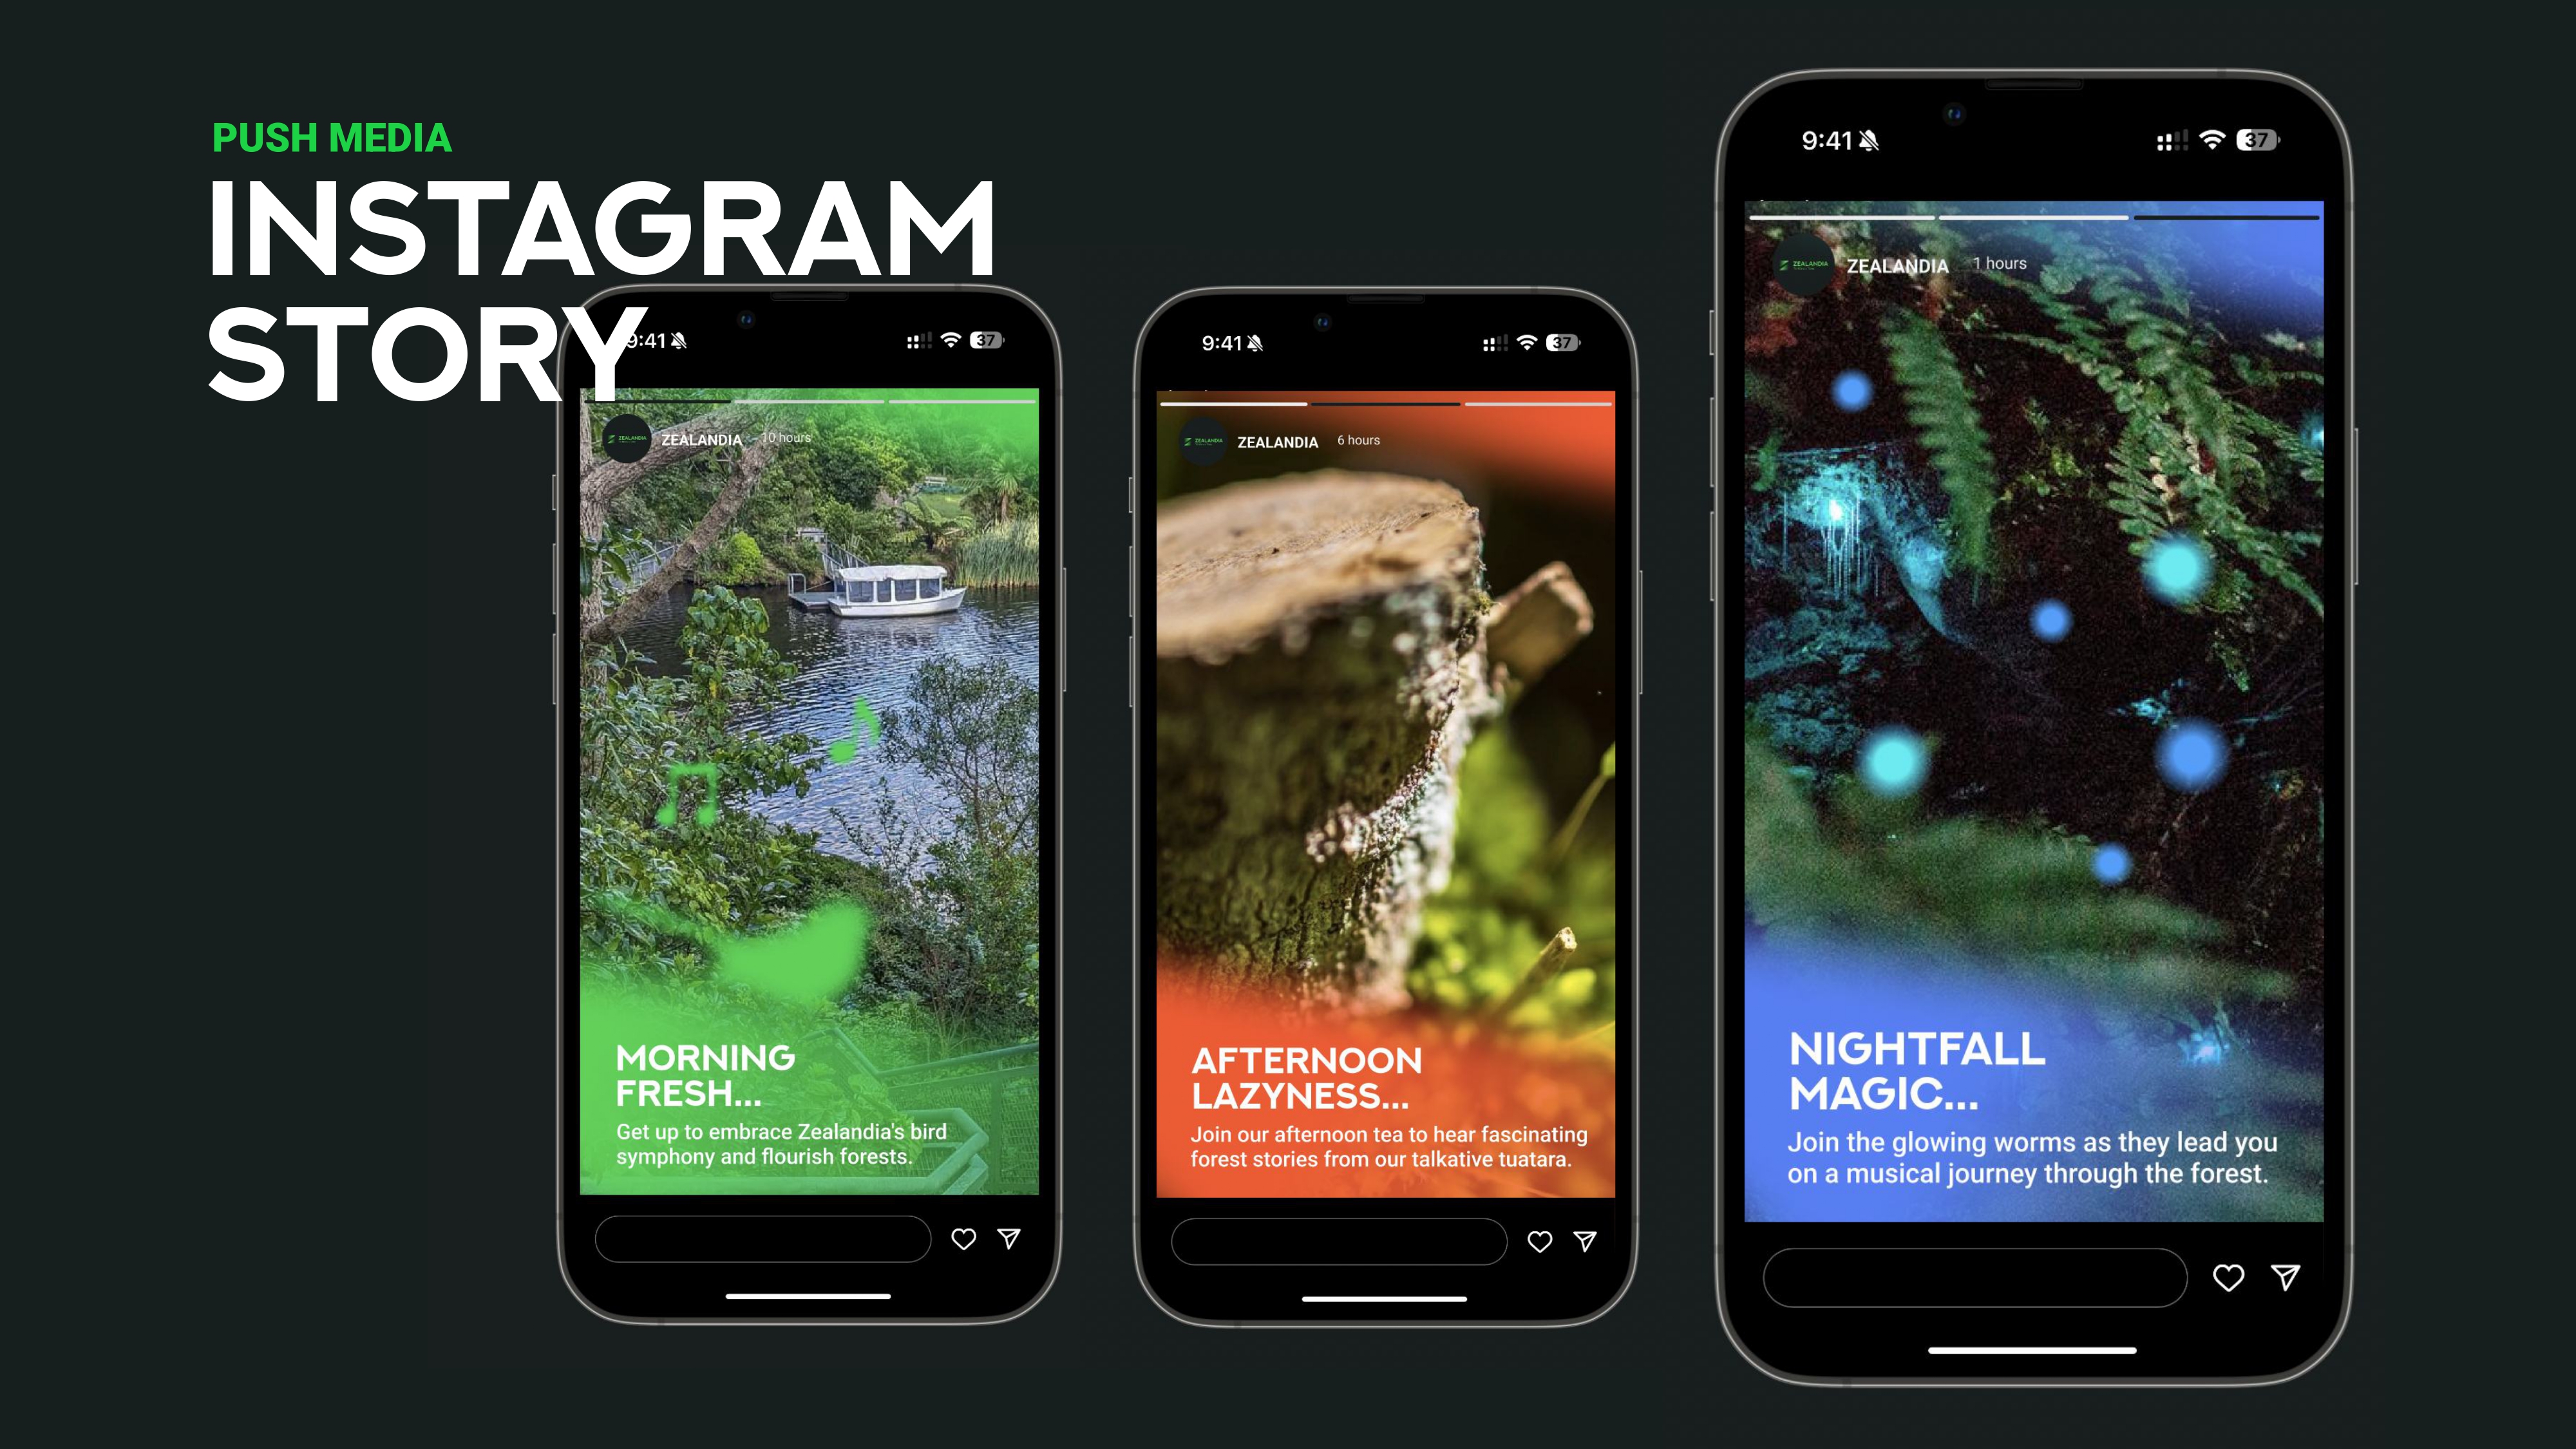 PUSH MEDIA
INSTAGRAM
STORY
9:41
37
ZEALANDIA
ZEALANDIA 10 hours
MORNING
FRESH...
Get up to embrace Zealandia's bird
symphony and flourish forests.
9:41
37
ZEALANDIA
ZEALANDIA 6 hours
AFTERNOON
LAZYNESS...
Join our afternoon tea to hear fascinating
forest stories from our talkative tuatara.
9:41
37
ZEALANDIA
ZEALANDIA 1 hours
NIGHTFALL
MAGIC...
Join the glowing worms as they lead you
on a musical journey through the forest.